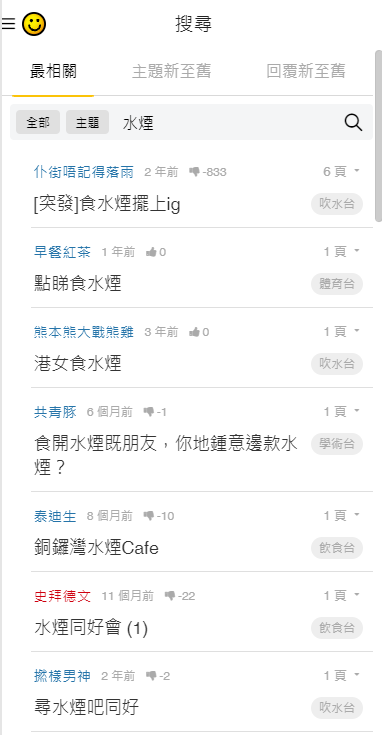 搜尋
最相關 主題新至舊 回覆新至舊
全部 主題 水煙
仆街唔記得落雨 2 年前 -833 6 頁
[突發]食水煙擺上ig 吹水台
早餐紅茶 1 年前 0 1 頁
點睇食水煙 體育台
熊本熊大戰熊雞 3 年前 0 1 頁
港女食水煙 吹水台
共青豚 6 個月前 -1 1 頁
食開水煙既朋友，你地鍾意邊款水
煙？ 學術台
泰迪生 8 個月前 -10 1 頁
銅鑼灣水煙Cafe 飲食台
史拜德文 11 個月前 -22 1 頁
水煙同好會 (1) 飲食台
撚樣男神 2 年前 -2 1 頁
尋水煙吧同好 吹水台